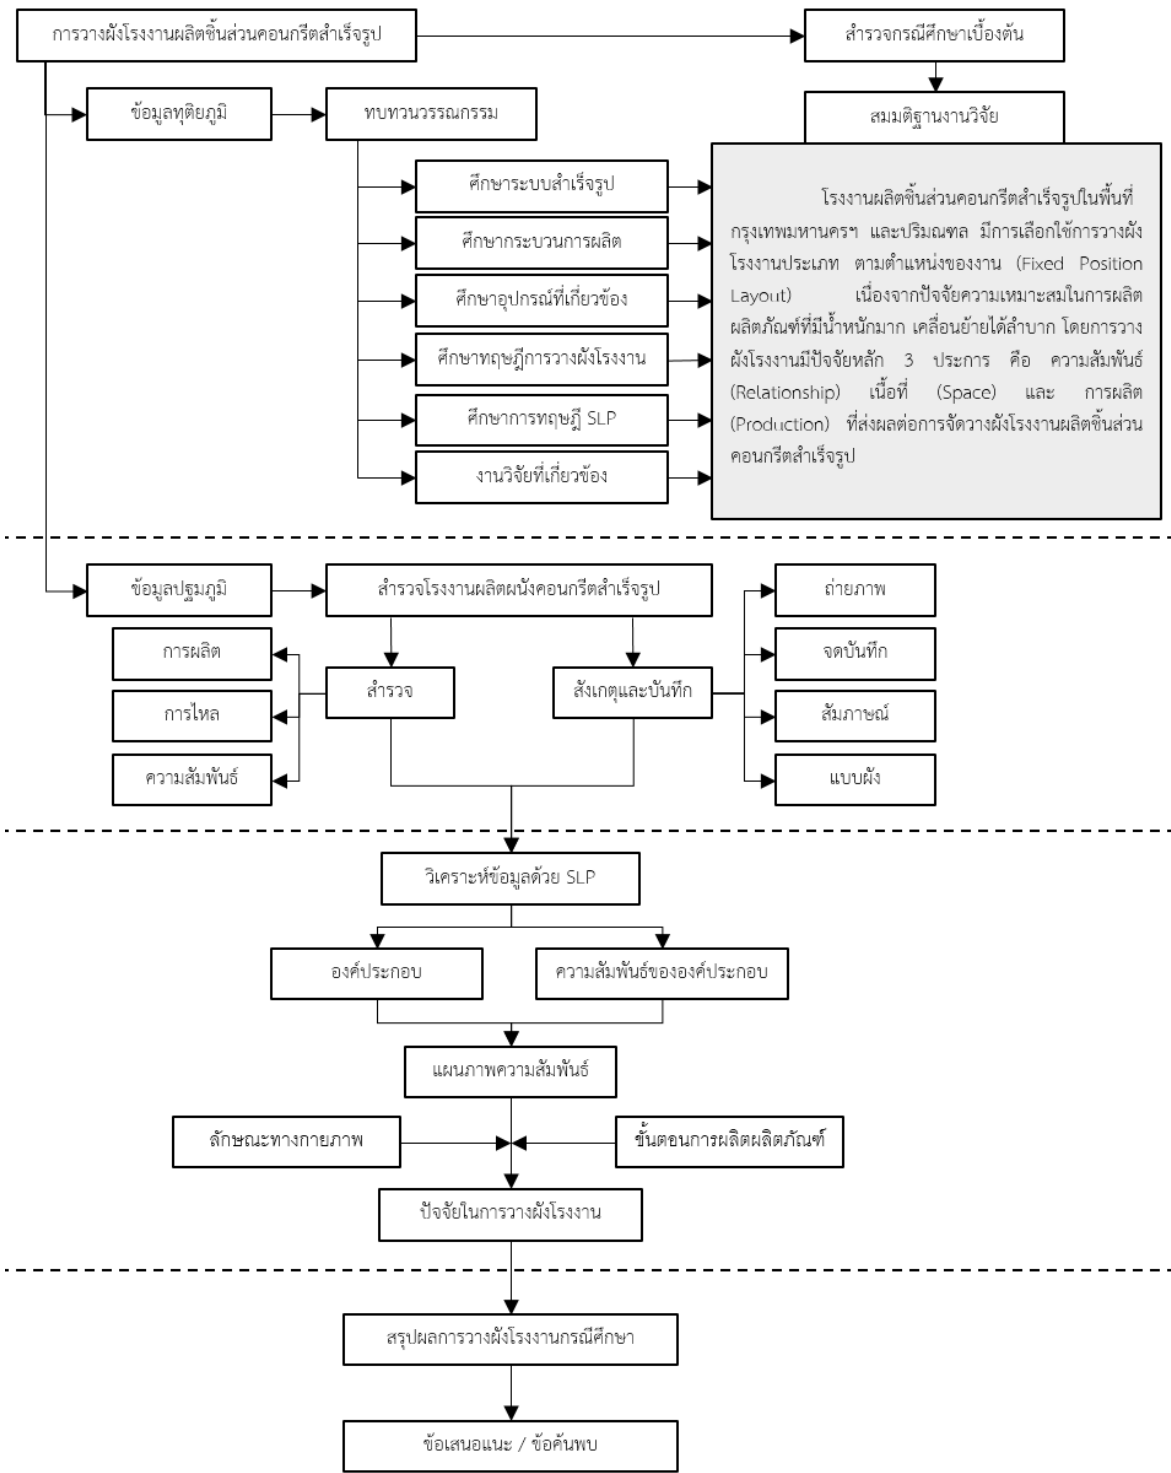 การวางผังโรงงานผลิตชิ้นส่วนคอนกรีตสำเร็จรูป
สำรวจกรณีศึกษาเบื้องต้น
ข้อมูลทุติยภูมิ
ทบทวนวรรณกรรม
สมมติฐานงานวิจัย
ศึกษาระบบสำเร็จรูป
ศึกษากระบวนการผลิต
ศึกษาอุปกรณ์ที่เกี่ยวข้อง
ศึกษาทฤษฎีการวางผังโรงงาน
ศึกษาการทฤษฎี SLP
งานวิจัยที่เกี่ยวข้อง
โรงงานผลิตชิ้นส่วนคอนกรีตสำเร็จรูปในพื้นที่
กรุงเทพมหานครฯ และปริมณฑล มีการเลือกใช้การวางผัง
โรงงานประเภท ตามตำแหน่งของงาน (Fixed Position
Layout) เนื่องจากปัจจัยความเหมาะสมในการผลิต
ผลิตภัณฑ์ที่มีน้ำหนักมาก เคลื่อนย้ายได้ลำบาก โดยการวาง
ผังโรงงานมีปัจจัยหลัก 3 ประการ คือ ความสัมพันธ์
(Relationship) เนื้อที่ (Space) และ การผลิต
(Production) ที่ส่งผลต่อการจัดวางผังโรงงานผลิตชิ้นส่วน
คอนกรีตสำเร็จรูป
ข้อมูลปฐมภูมิ
สำรวจโรงงานผลิตผนังคอนกรีตสำเร็จรูป
ถ่ายภาพ
การผลิต
จดบันทึก
สำรวจ
สังเกตุและบันทึก
การไหล
สัมภาษณ์
ความสัมพันธ์
แบบผัง
วิเคราะห์ข้อมูลด้วย SLP
องค์ประกอบ
ความสัมพันธ์ขององค์ประกอบ
แผนภาพความสัมพันธ์
ลักษณะทางกายภาพ
ขั้นตอนการผลิตผลิตภัณฑ์
ปัจจัยในการวางผังโรงงาน
สรุปผลการวางผังโรงงานกรณีศึกษา
ข้อเสนอแนะ / ข้อค้นพบ